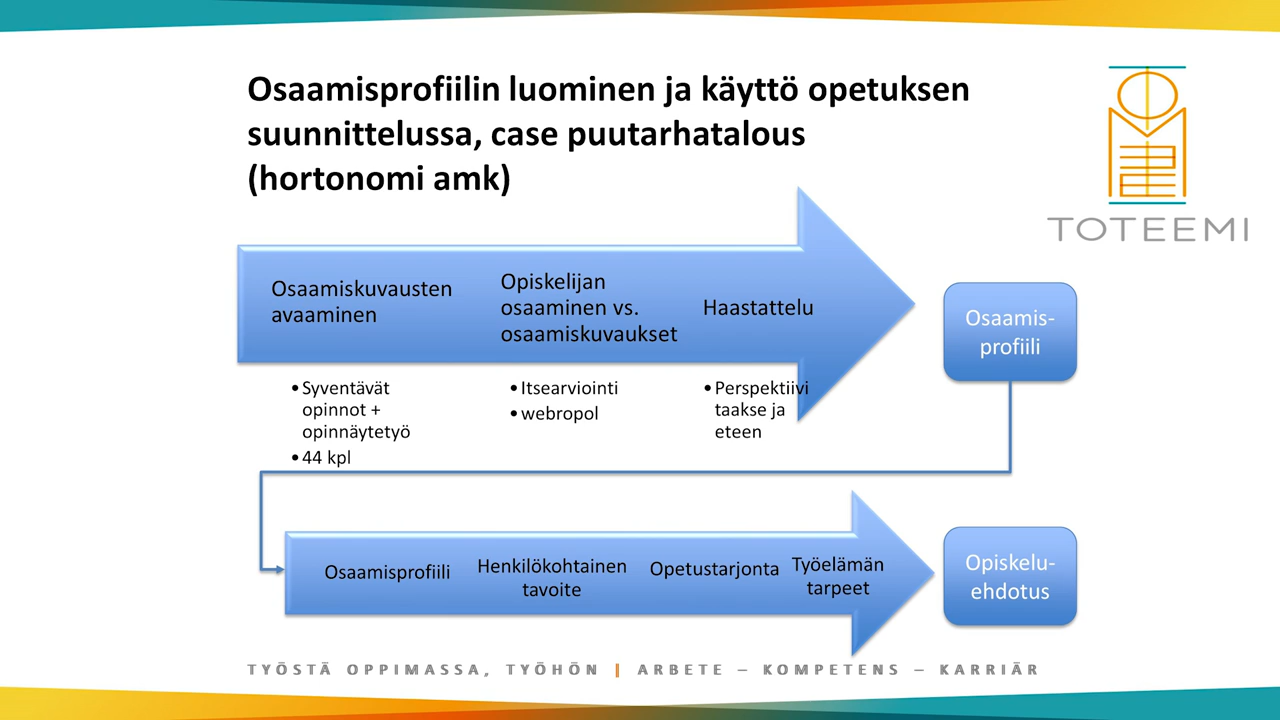 Osaamisprofiilin luominen ja käyttö opetuksen
suunnittelussa, case puutarhatalous
(hortonomi amk)
TOTEEMI
Osaamiskuvausten
avaaminen
Opiskelijan
osaaminen vs.
osaamiskuvaukset
Haastattelu
Osaamis-
profiili
•Syventävät
opinnot +
opinnäytetyö
•44 kpl
•Itsearviointi
•webropol
•Perspektiivi
taakse ja
eteen
Osaamisprofiili
Henkilökohtainen
tavoite
Opetustarjonta
Työelämän
tarpeet
Opiskelu-
ehdotus
TYÖSTÄ OPPIMASSA, TYÖHÖN | ARBETE – KOMPETENS – KARRIÄR